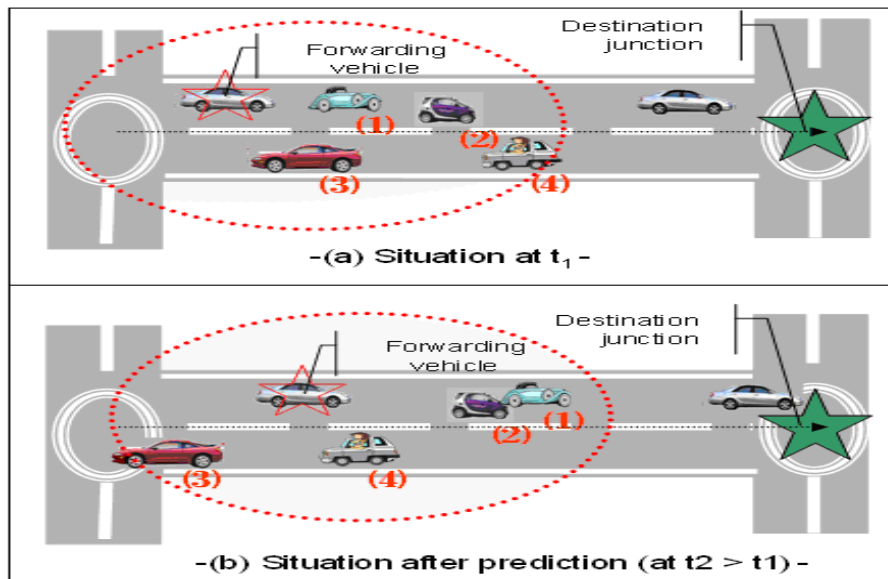 Destination
junction
Forwarding
vehicle
(1)
(2)
(3)
(4)
-(a) Situation at t₁-
Destination
junction
Forwarding
vehicle
(1)
(2)
(3)
(4)
-(b) Situation after prediction (at t2 > t1)-